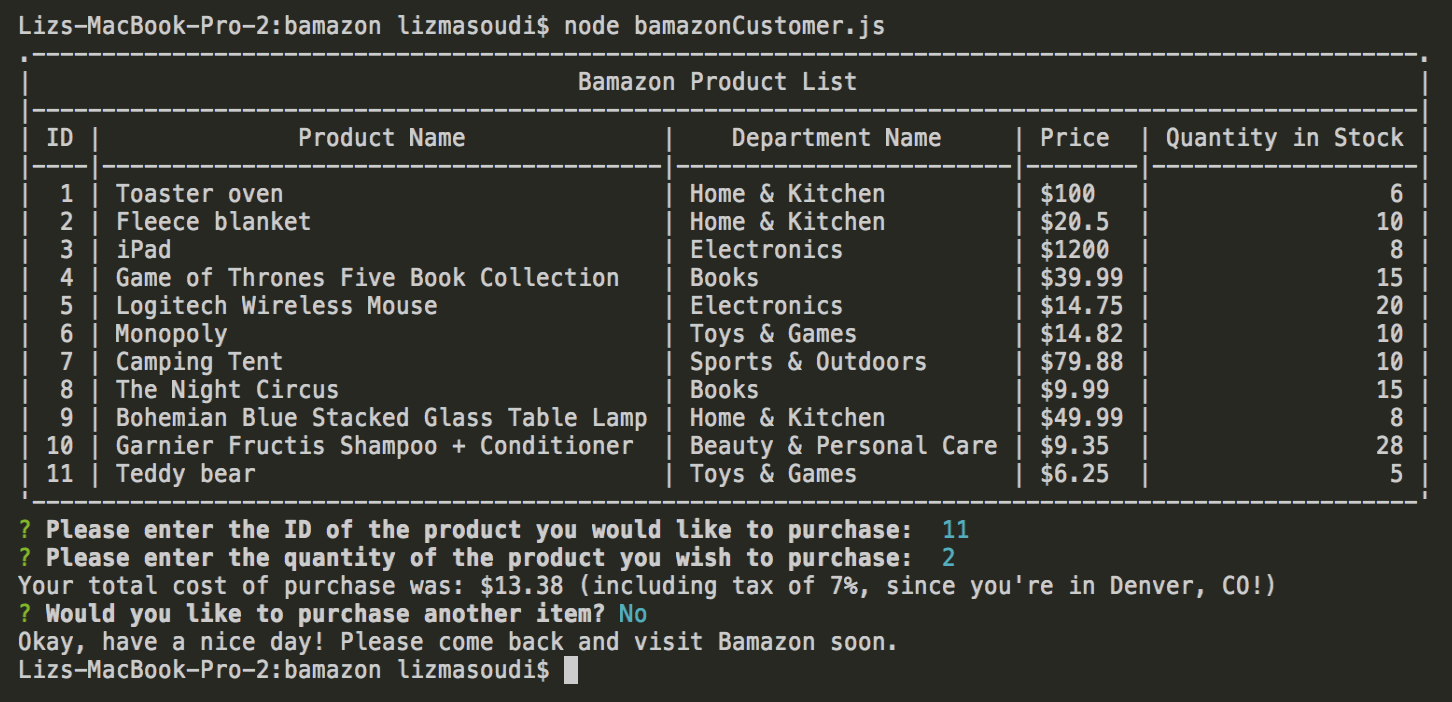 Lizs-MacBook-Pro-2:bamazon lizmasoudi$ node bamazonCustomer.js
Bamazon Product List
| ID | Product Name | Department Name | Price | Quantity in Stock |
| 1 | Toaster oven | Home & Kitchen | $100 | 6 |
| 2 | Fleece blanket | Home & Kitchen | $20.5 | 10 |
| 3 | iPad | Electronics | $1200 | 8 |
| 4 | Game of Thrones Five Book Collection | Books | $39.99 | 15 |
| 5 | Logitech Wireless Mouse | Electronics | $14.75 | 20 |
| 6 | Monopoly | Toys & Games | $14.82 | 10 |
| 7 | Camping Tent | Sports & Outdoors | $79.88 | 10 |
| 8 | The Night Circus | Books | $9.99 | 15 |
| 9 | Bohemian Blue Stacked Glass Table Lamp | Home & Kitchen | $49.99 | 8 |
| 10 | Garnier Fructis Shampoo + Conditioner | Beauty & Personal Care | $9.35 | 28 |
| 11 | Teddy bear | Toys & Games | $6.25 | 5 |
? Please enter the ID of the product you would like to purchase: 11
? Please enter the quantity of the product you wish to purchase: 2
Your total cost of purchase was: $13.38 (including tax of 7%, since you're in Denver, CO!)
? Would you like to purchase another item? No
Okay, have a nice day! Please come back and visit Bamazon soon.
Lizs-MacBook-Pro-2:bamazon lizmasoudi$